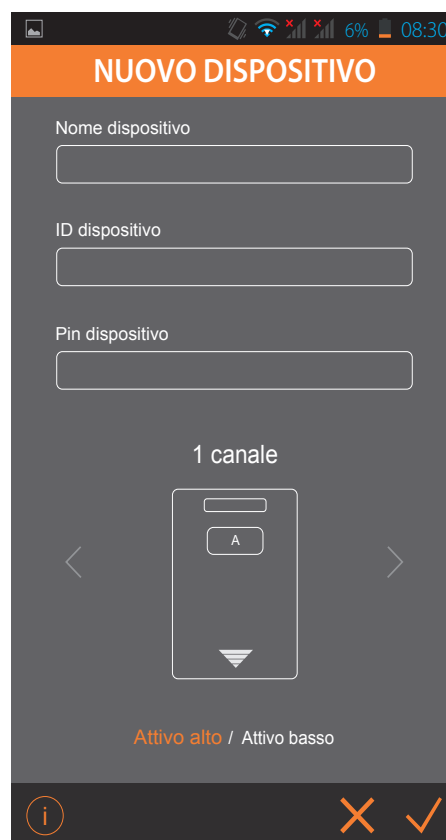 6% 08:30
NUOVO DISPOSITIVO
Nome dispositivo
ID dispositivo
Pin dispositivo
1 canale
A
Attivo alto / Attivo basso
i